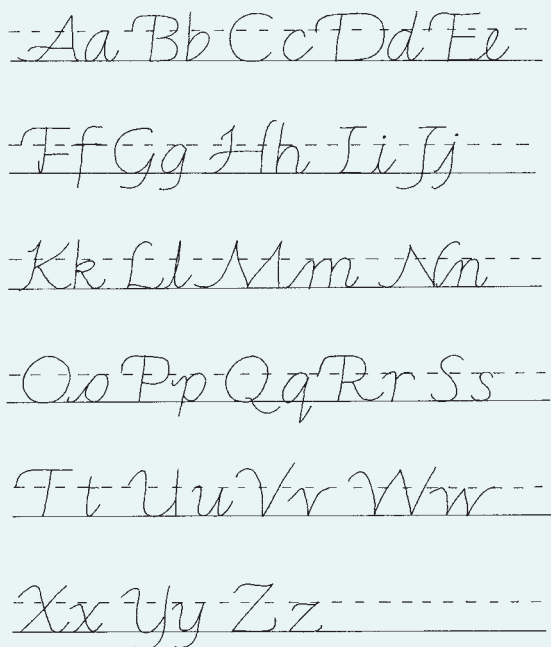 Aa Bb Cc Dd Ee
Ff Gg Hh Ii Jj
Kk Ll Mm Nn
Oo Pp Qq Rr Ss
Tt Uu Vv Ww
Xx Yy Zz